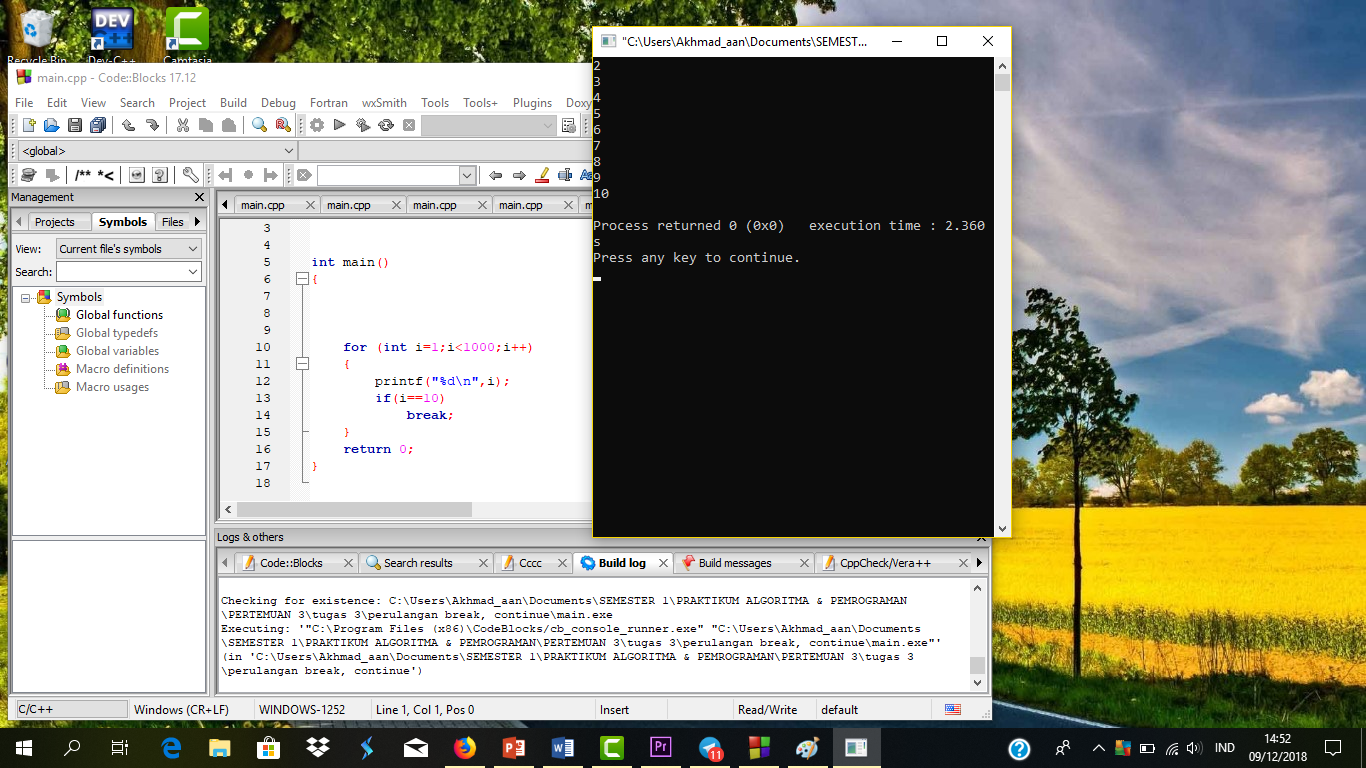 Recycle Bin
Dev-C++
Camtasia
main.cpp - Code::Blocks 17.12
File Edit View Search Project Build Debug Fortran wxSmith Tools Tools+ Plugins Doxy
<global>
/** *<
Management
Projects Symbols Files
View: Current file's symbols
Search:
Symbols
Global functions
Global typedefs
Global variables
Macro definitions
Macro usages
main.cpp main.cpp main.cpp main.cpp
3
4
5 int main()
6 {
7
8
9
10 for (int i=1;i<1000;i++)
11 {
12 printf("%d\n",i);
13 if(i==10)
14 break;
15 }
16 return 0;
17 }
18
"C:\Users\Akhmad_aan\Documents\SEMEST...
2
3
4
5
6
7
8
9
10
Process returned 0 (0x0)   execution time : 2.360
s
Press any key to continue.
Logs & others
Code::Blocks Search results Cccc Build log Build messages CppCheck/Vera++
Checking for existence: C:\Users\Akhmad_aan\Documents\SEMESTER 1\PRAKTIKUM ALGORITMA & PEMROGRAMAN
\PERTEMUAN 3\tugas 3\perulangan break, continue\main.exe
Executing: '"C:\Program Files (x86)\CodeBlocks/cb_console_runner.exe" "C:\Users\Akhmad_aan\Documents
\SEMESTER 1\PRAKTIKUM ALGORITMA & PEMROGRAMAN\PERTEMUAN 3\tugas 3\perulangan break, continue\main.exe"'
(in 'C:\Users\Akhmad_aan\Documents\SEMESTER 1\PRAKTIKUM ALGORITMA & PEMROGRAMAN\PERTEMUAN 3\tugas 3
\perulangan break, continue')
C/C++ Windows (CR+LF) WINDOWS-1252 Line 1, Col 1, Pos 0 Insert Read/Write default
11
IND
14:52
09/12/2018